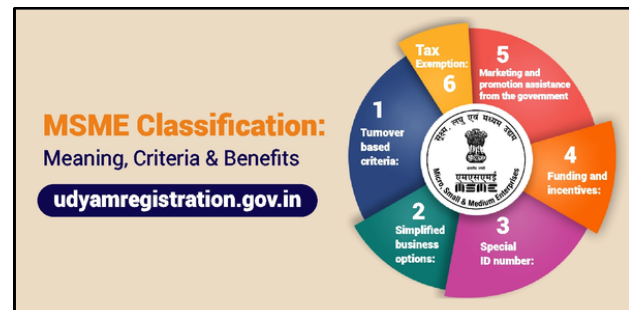 MSME Classification:
Meaning, Criteria & Benefits
udyamregistration.gov.in
1
Turnover
based
criteria:
2
Simplified
business
options:
3
Special
ID number:
4
Funding and
incentives:
5
Marketing and
promotion assistance
from the government
Tax
Exemption:
6
सूक्ष्म, लघु एवं मध्यम उद्यम
एमएसएमई
MSME
Micro, Small & Medium Enterprises